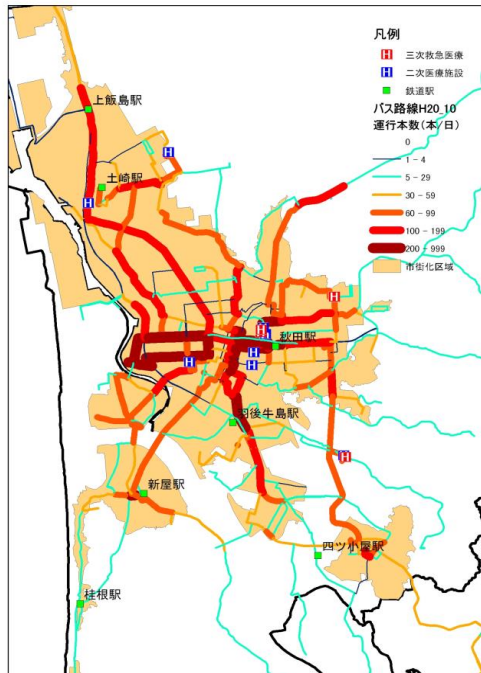 凡例
三次救急医療
二次医療施設
鉄道駅
バス路線H20_10
運行本数(本/日)
0
1 - 4
5 - 29
30 - 59
60 - 99
100 - 199
200 - 999
市街化区域
上飯島駅
土崎駅
秋田駅
羽後牛島駅
新屋駅
四ツ小屋駅
桂根駅
H
H
H
H
H
H
H
H